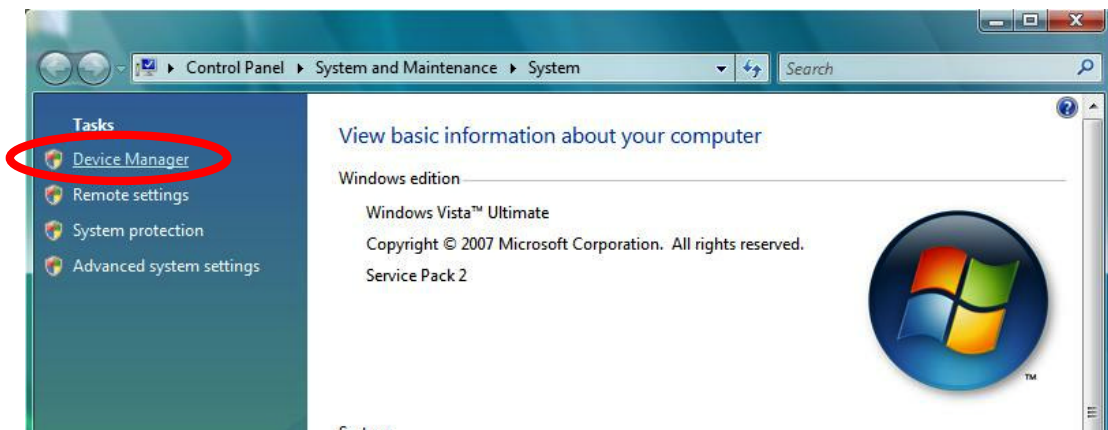 Control Panel System and Maintenance System
Search
Tasks
Device Manager
Remote settings
System protection
Advanced system settings
View basic information about your computer
Windows edition
Windows Vista™ Ultimate
Copyright © 2007 Microsoft Corporation. All rights reserved.
Service Pack 2
TM